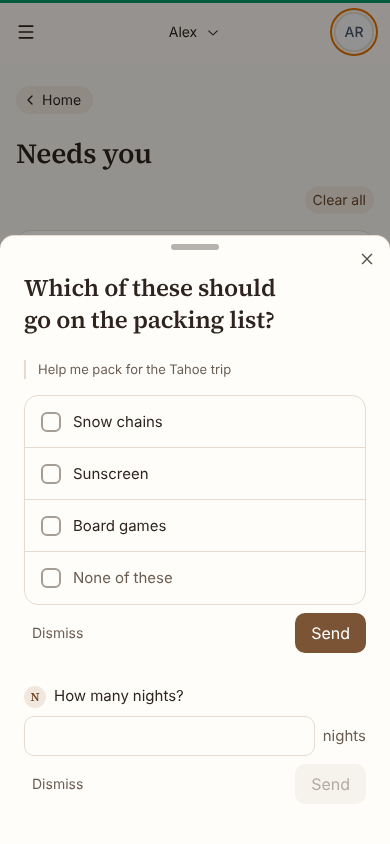 Alex
AR
Home
Needs you
Clear all
Which of these should
go on the packing list?
Help me pack for the Tahoe trip
Snow chains
Sunscreen
Board games
None of these
Dismiss
Send
N
How many nights?
nights
Dismiss
Send